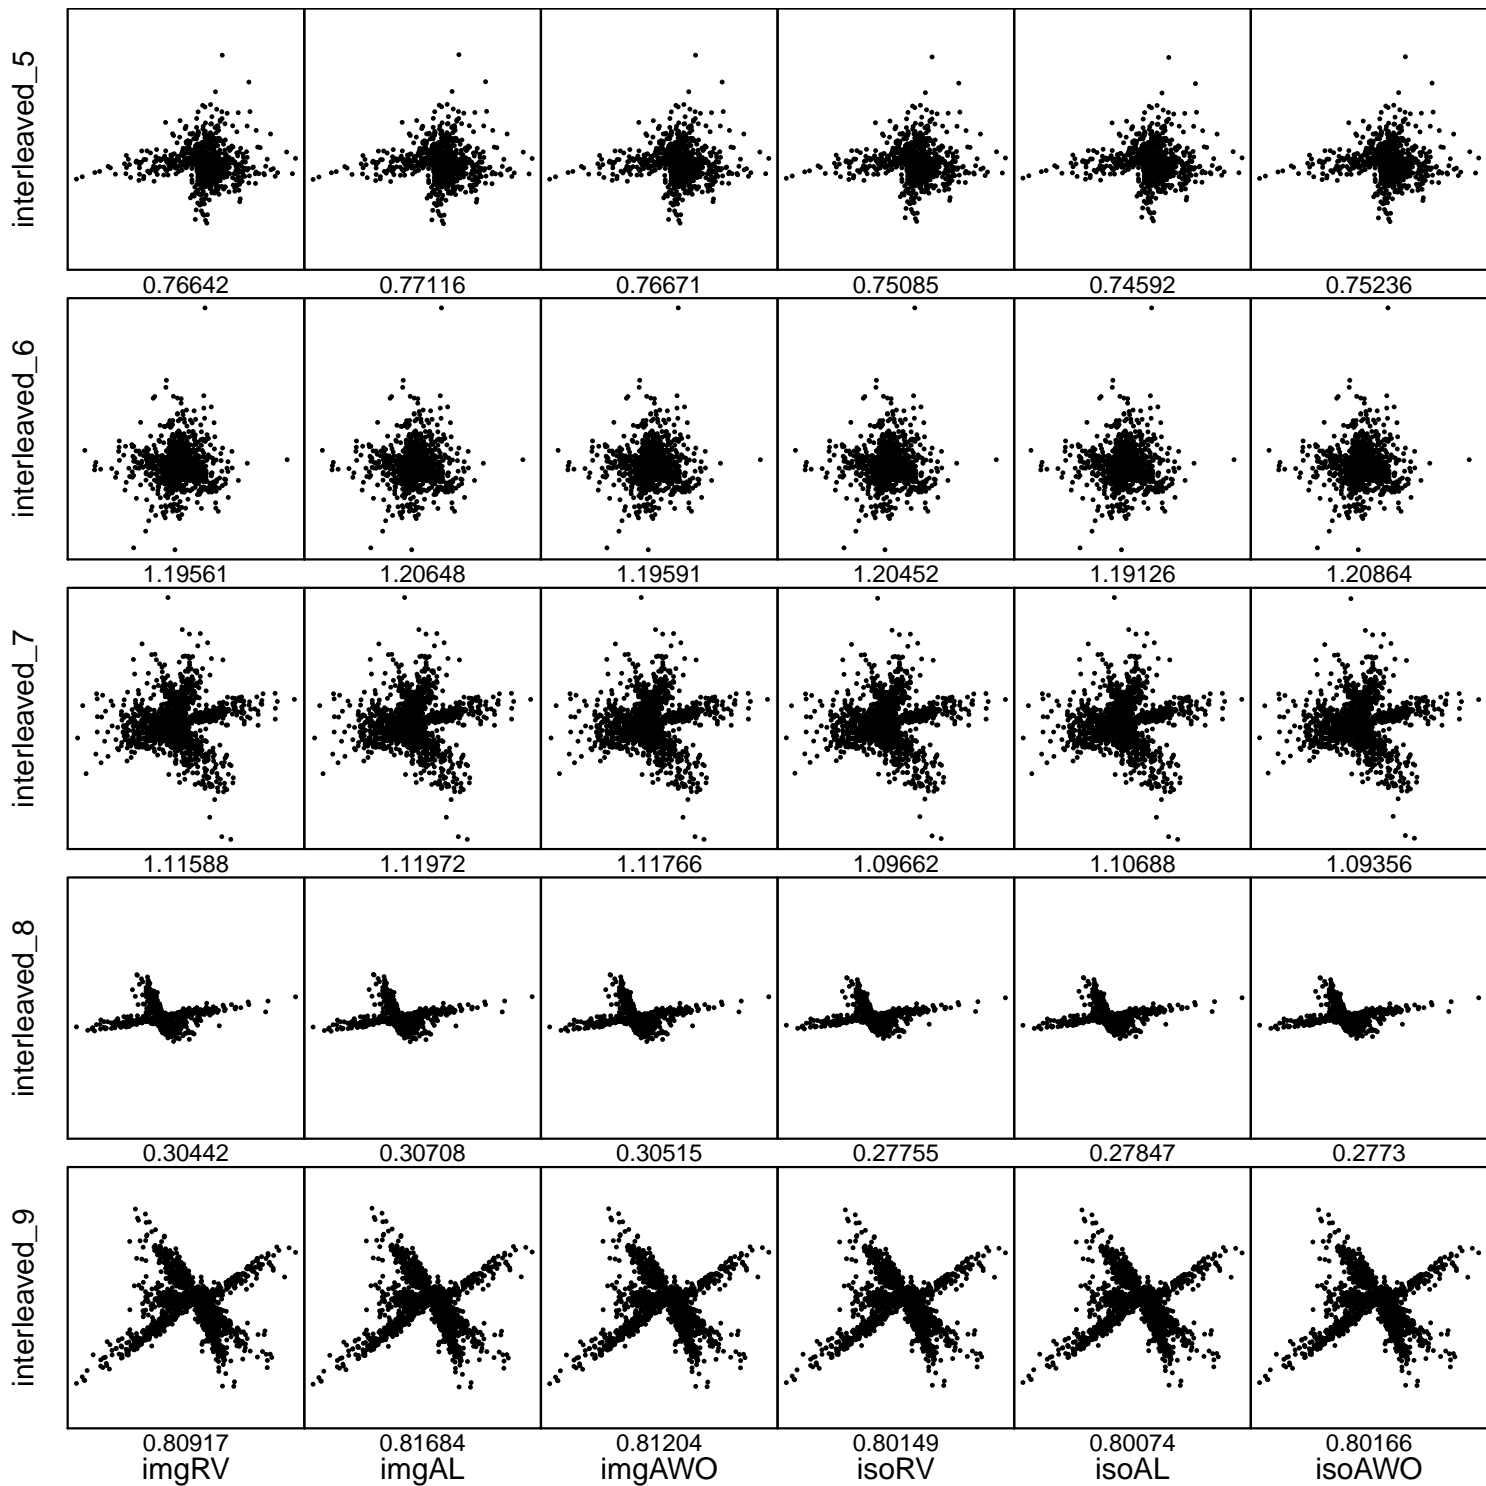 interleaved_5
0.76642 0.77116 0.76671 0.75085 0.74592 0.75236
interleaved_6
1.19561 1.20648 1.19591 1.20452 1.19126 1.20864
interleaved_7
1.11588 1.11972 1.11766 1.09662 1.10688 1.09356
interleaved_8
0.30442 0.30708 0.30515 0.27755 0.27847 0.2773
interleaved_9
0.80917 0.81684 0.81204 0.80149 0.80074 0.80166
imgRV imgAL imgAWO isoRV isoAL isoAWO